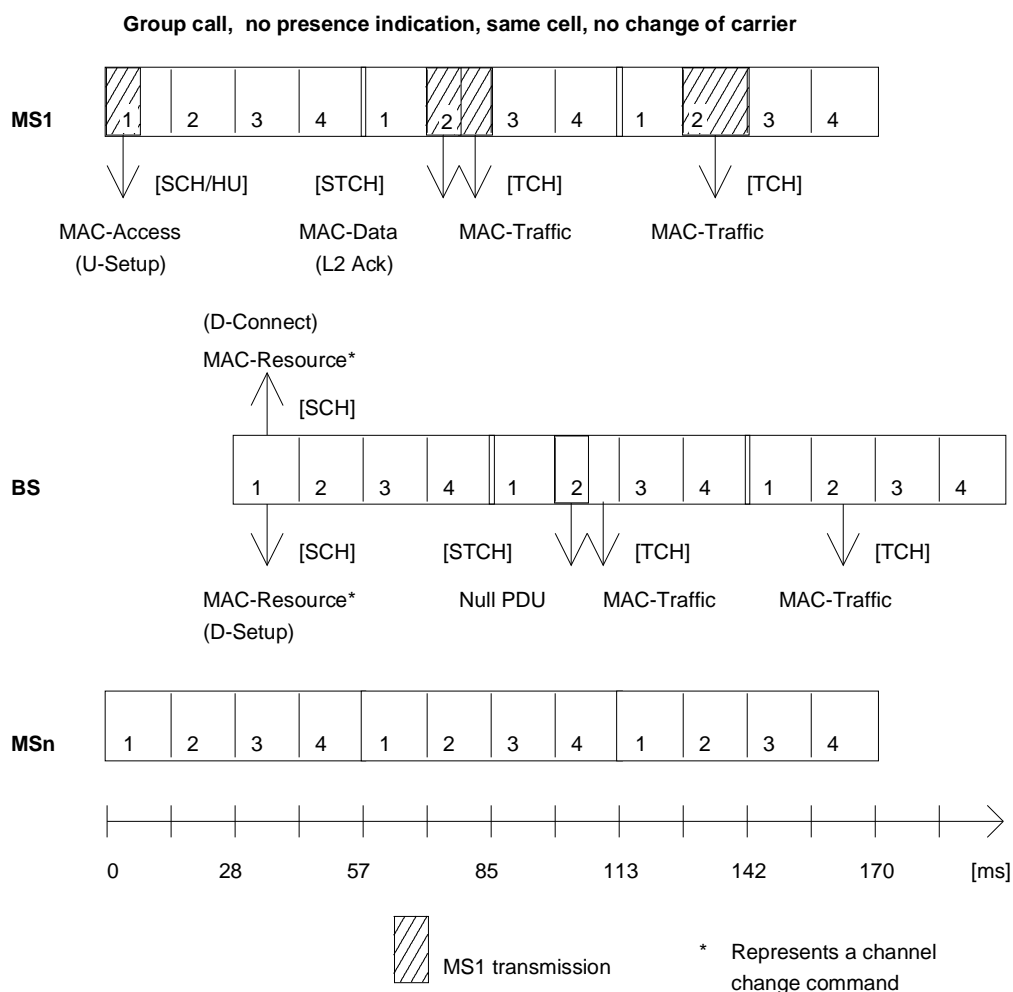 Group call, no presence indication, same cell, no change of carrier
MS1
1 2 3 4 1 2 3 4 1 2 3 4
[SCH/HU] [STCH] [TCH] [TCH]
MAC-Access MAC-Data MAC-Traffic MAC-Traffic
(U-Setup) (L2 Ack)
(D-Connect)
MAC-Resource*
[SCH]
BS
1 2 3 4 1 2 3 4 1 2 3 4
[SCH] [STCH] [TCH] [TCH]
MAC-Resource* Null PDU MAC-Traffic MAC-Traffic
(D-Setup)
MSn
1 2 3 4 1 2 3 4 1 2 3 4
0 28 57 85 113 142 170 [ms]
MS1 transmission
* Represents a channel
change command